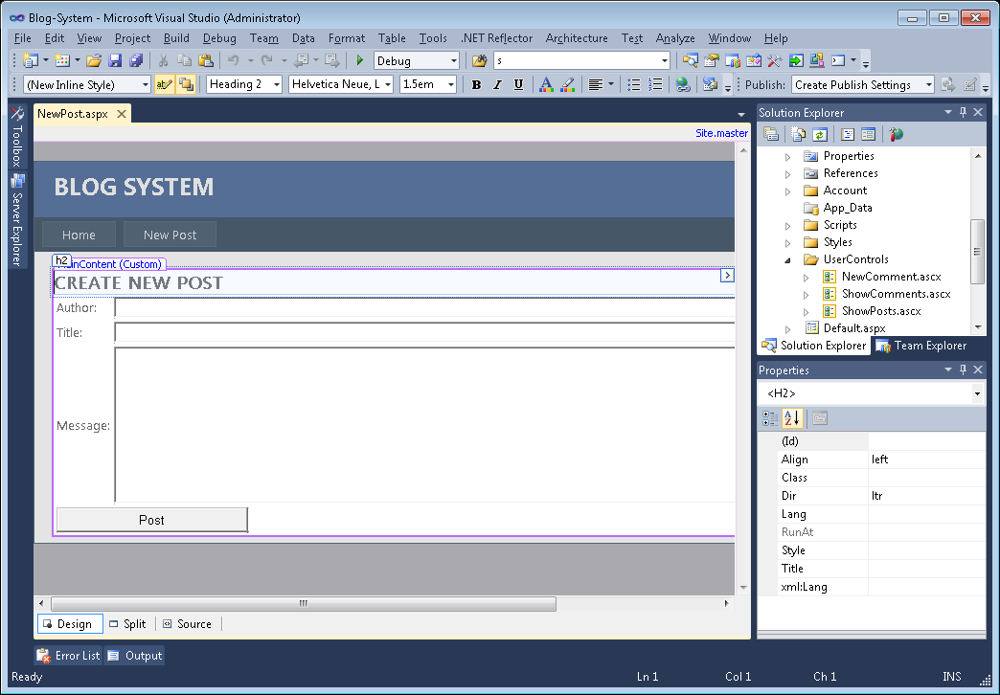 Blog-System - Microsoft Visual Studio (Administrator)
File Edit View Project Build Debug Team Data Format Table Tools .NET Reflector Architecture Test Analyze Window Help
Debug s
(New Inline Style) ab Heading 2 Helvetica Neue, L 1.5em B I U A Publish: Create Publish Settings
Toolbox
Server Explorer
NewPost.aspx
Site.master
BLOG SYSTEM
Home New Post
h2
inContent (Custom)
CREATE NEW POST
Author:
Title:
Message:
Post
Design Split Source
Solution Explorer
Properties
References
Account
App_Data
Scripts
Styles
UserControls
NewComment.ascx
ShowComments.ascx
ShowPosts.ascx
Default.aspx
Solution Explorer Team Explorer
Properties
<H2>
(Id)
Align left
Class
Dir ltr
Lang
RunAt
Style
Title
xml:Lang
Error List Output
Ready Ln 1 Col 1 Ch 1 INS